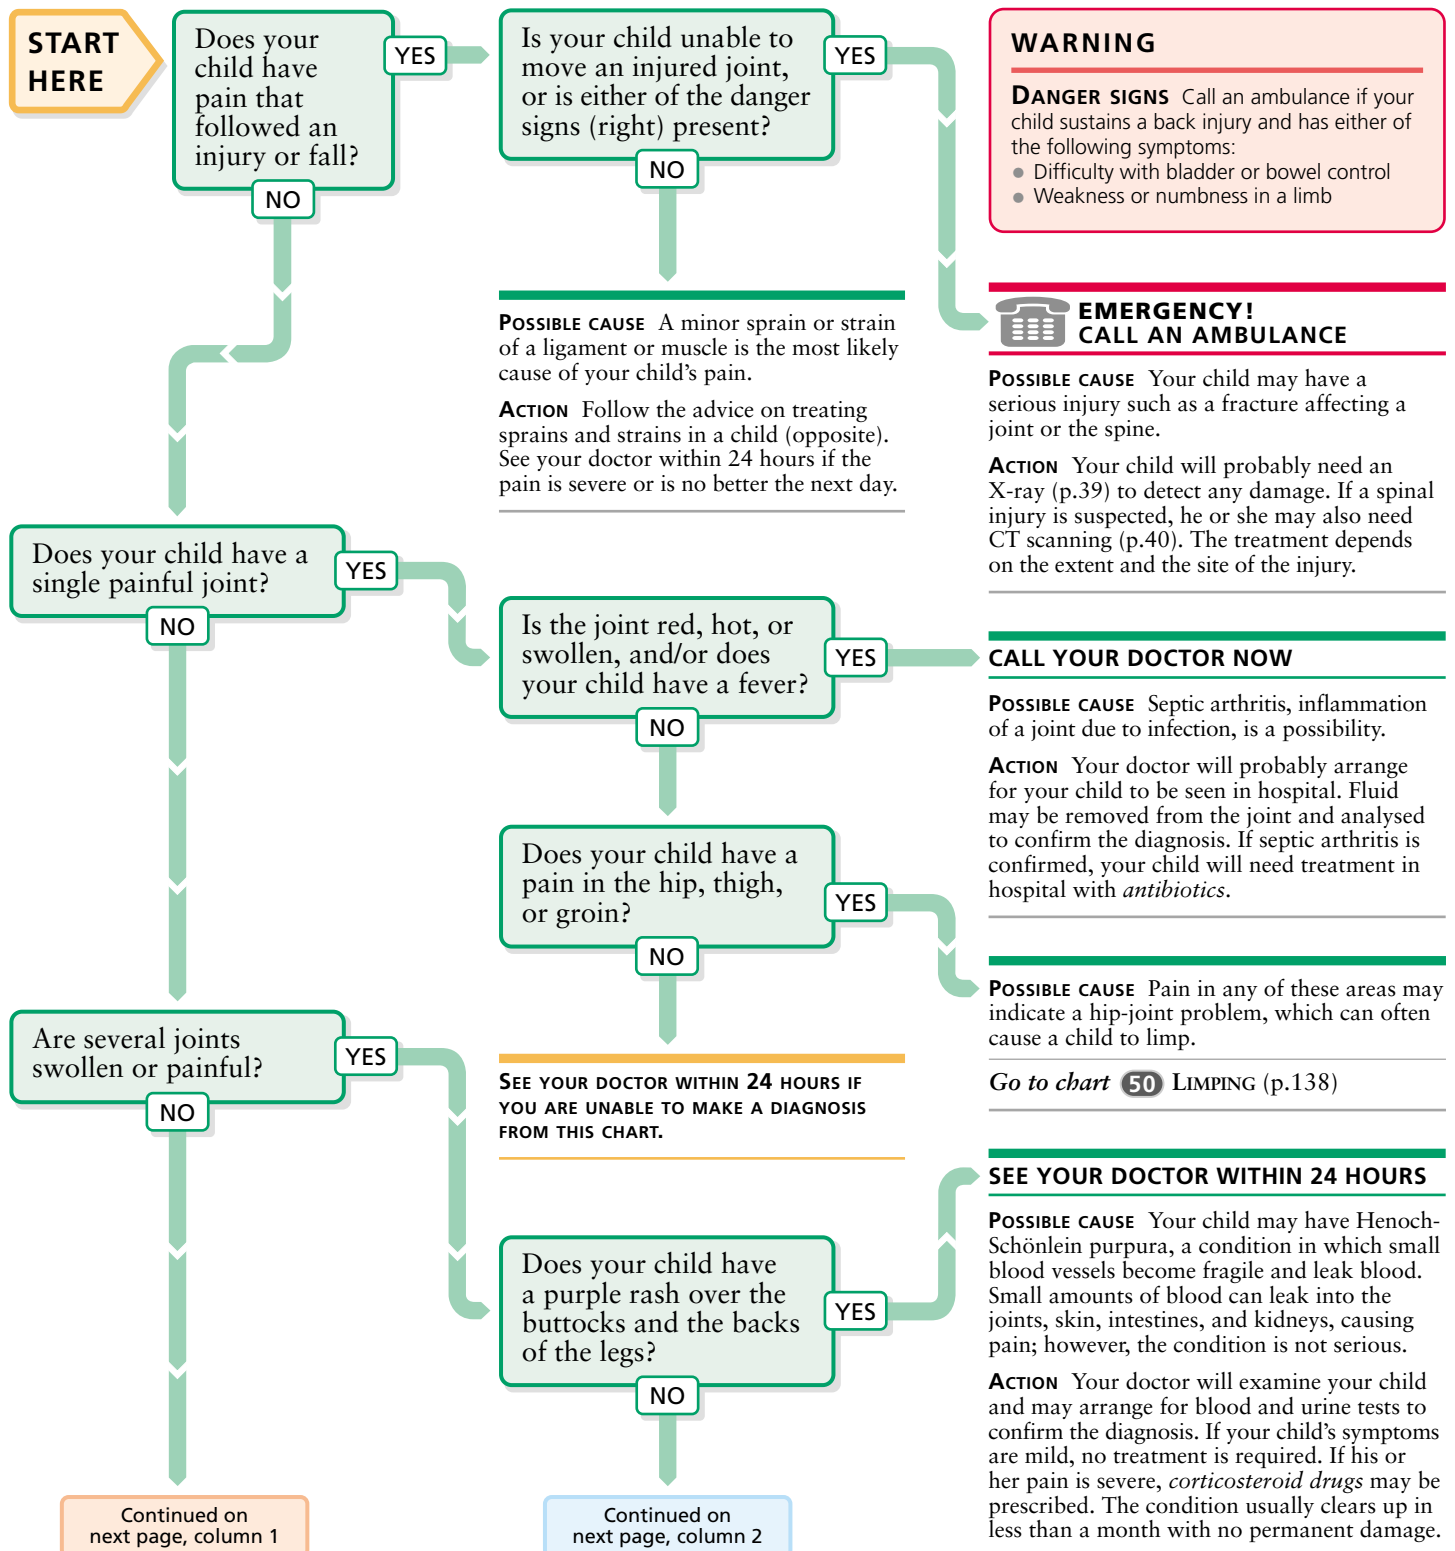 START
HERE
Does your
child have
pain that
followed an
injury or fall?
YES
NO
Is your child unable to
move an injured joint,
or is either of the danger
signs (right) present?
YES
NO
WARNING
DANGER SIGNS Call an ambulance if your
child sustains a back injury and has either of
the following symptoms:
● Difficulty with bladder or bowel control
● Weakness or numbness in a limb
POSSIBLE CAUSE A minor sprain or strain
of a ligament or muscle is the most likely
cause of your child’s pain.
ACTION Follow the advice on treating
sprains and strains in a child (opposite).
See your doctor within 24 hours if the
pain is severe or is no better the next day.
EMERGENCY!
CALL AN AMBULANCE
POSSIBLE CAUSE Your child may have a
serious injury such as a fracture affecting a
joint or the spine.
ACTION Your child will probably need an
X-ray (p.39) to detect any damage. If a spinal
injury is suspected, he or she may also need
CT scanning (p.40). The treatment depends
on the extent and the site of the injury.
Does your child have a
single painful joint?
YES
NO
Is the joint red, hot, or
swollen, and/or does
your child have a fever?
YES
NO
CALL YOUR DOCTOR NOW
POSSIBLE CAUSE Septic arthritis, inflammation
of a joint due to infection, is a possibility.
ACTION Your doctor will probably arrange
for your child to be seen in hospital. Fluid
may be removed from the joint and analysed
to confirm the diagnosis. If septic arthritis is
confirmed, your child will need treatment in
hospital with antibiotics.
Does your child have a
pain in the hip, thigh,
or groin?
YES
NO
POSSIBLE CAUSE Pain in any of these areas may
indicate a hip-joint problem, which can often
cause a child to limp.
Go to chart 50 LIMPING (p.138)
Are several joints
swollen or painful?
YES
NO
SEE YOUR DOCTOR WITHIN 24 HOURS IF
YOU ARE UNABLE TO MAKE A DIAGNOSIS
FROM THIS CHART.
Does your child have
a purple rash over the
buttocks and the backs
of the legs?
YES
NO
SEE YOUR DOCTOR WITHIN 24 HOURS
POSSIBLE CAUSE Your child may have Henoch-
Schönlein purpura, a condition in which small
blood vessels become fragile and leak blood.
Small amounts of blood can leak into the
joints, skin, intestines, and kidneys, causing
pain; however, the condition is not serious.
ACTION Your doctor will examine your child
and may arrange for blood and urine tests to
confirm the diagnosis. If your child’s symptoms
are mild, no treatment is required. If his or
her pain is severe, corticosteroid drugs may be
prescribed. The condition usually clears up in
less than a month with no permanent damage.
Continued on
next page, column 1
Continued on
next page, column 2